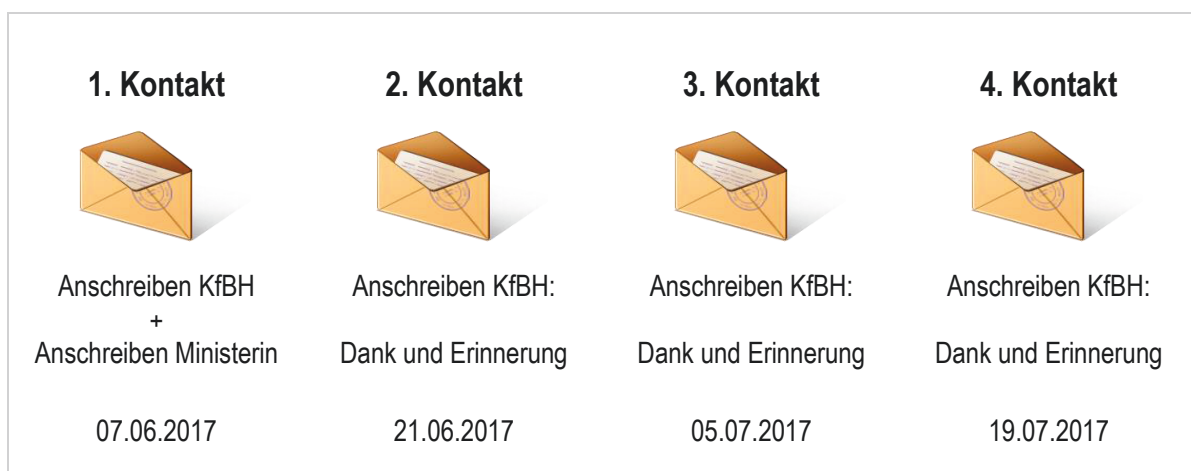 1. Kontakt
Anschreiben KfBH
+
Anschreiben Ministerin
07.06.2017
2. Kontakt
Anschreiben KfBH:
Dank und Erinnerung
21.06.2017
3. Kontakt
Anschreiben KfBH:
Dank und Erinnerung
05.07.2017
4. Kontakt
Anschreiben KfBH:
Dank und Erinnerung
19.07.2017